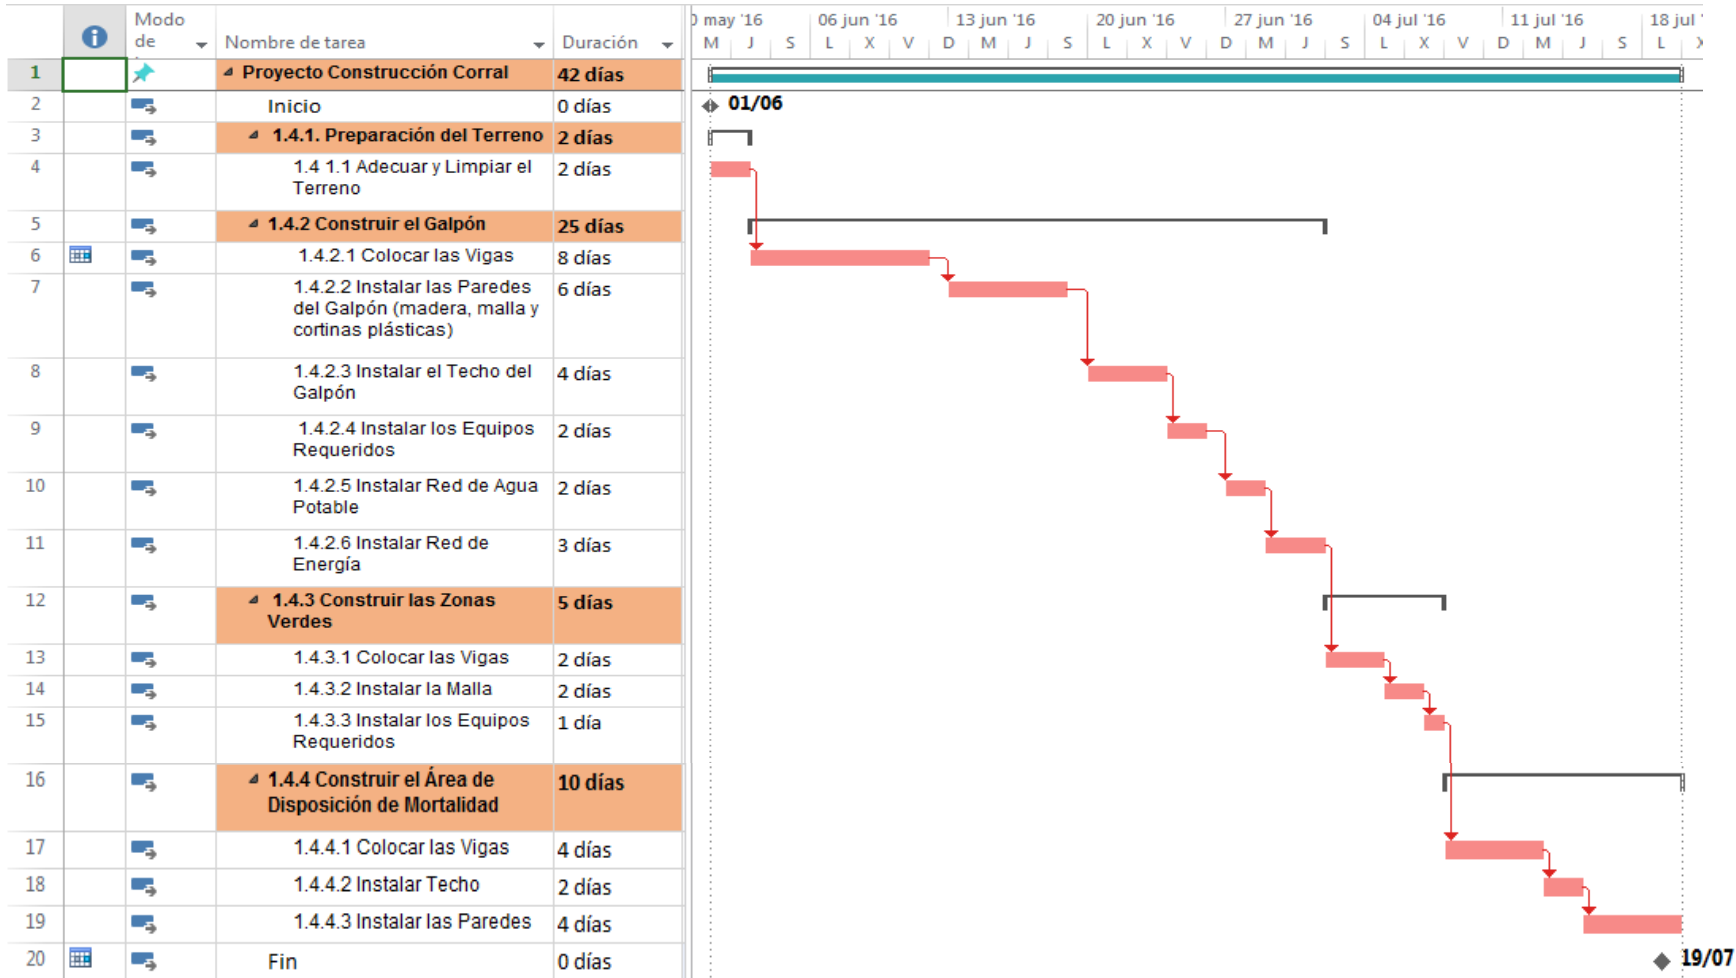 Modo
de
Nombre de tarea
Duración
0 may '16 06 jun '16 13 jun '16 20 jun '16 27 jun '16 04 jul '16 11 jul '16 18 jul '
M J S L X V D M J S L X V D M J S L X V D M J S L X
1 Proyecto Construcción Corral 42 días
2 Inicio 0 días 01/06
3 1.4.1. Preparación del Terreno 2 días
4 1.4 1.1 Adecuar y Limpiar el 2 días
Terreno
5 1.4.2 Construir el Galpón 25 días
6 1.4.2.1 Colocar las Vigas 8 días
7 1.4.2.2 Instalar las Paredes 6 días
del Galpón (madera, malla y
cortinas plásticas)
8 1.4.2.3 Instalar el Techo del 4 días
Galpón
9 1.4.2.4 Instalar los Equipos 2 días
Requeridos
10 1.4.2.5 Instalar Red de Agua 2 días
Potable
11 1.4.2.6 Instalar Red de 3 días
Energía
12 1.4.3 Construir las Zonas 5 días
Verdes
13 1.4.3.1 Colocar las Vigas 2 días
14 1.4.3.2 Instalar la Malla 2 días
15 1.4.3.3 Instalar los Equipos 1 día
Requeridos
16 1.4.4 Construir el Área de 10 días
Disposición de Mortalidad
17 1.4.4.1 Colocar las Vigas 4 días
18 1.4.4.2 Instalar Techo 2 días
19 1.4.4.3 Instalar las Paredes 4 días
20 Fin 0 días 19/07